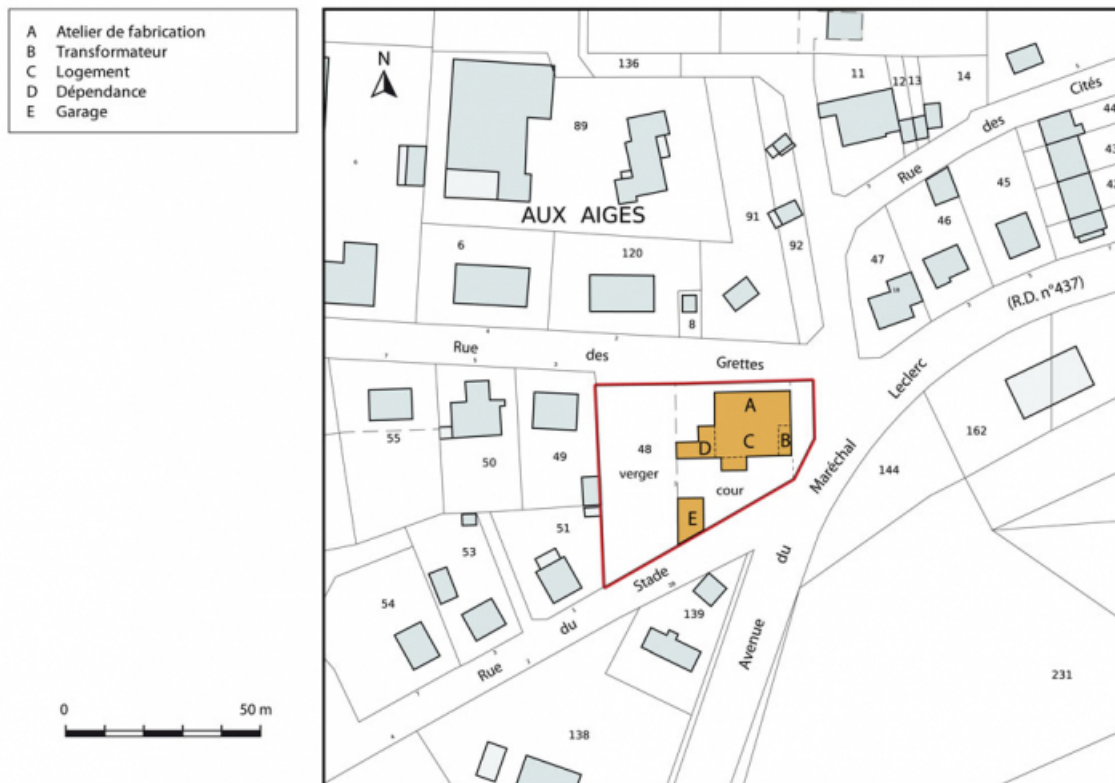 A Atelier de fabrication
B Transformateur
C Logement
D Dépendance
E Garage
N
136
89
11
12
13
14
Rue des Cités
44
43
42
45
46
47
18
91
92
AUX AIGES
6
120
8
(R.D. n°437)
Rue des Grettes
55
50
49
48
verger
A
B
C
D
cour
E
162
144
Avenue du Maréchal Leclerc
51
53
54
Rue du Stade
139
138
231
0 50 m